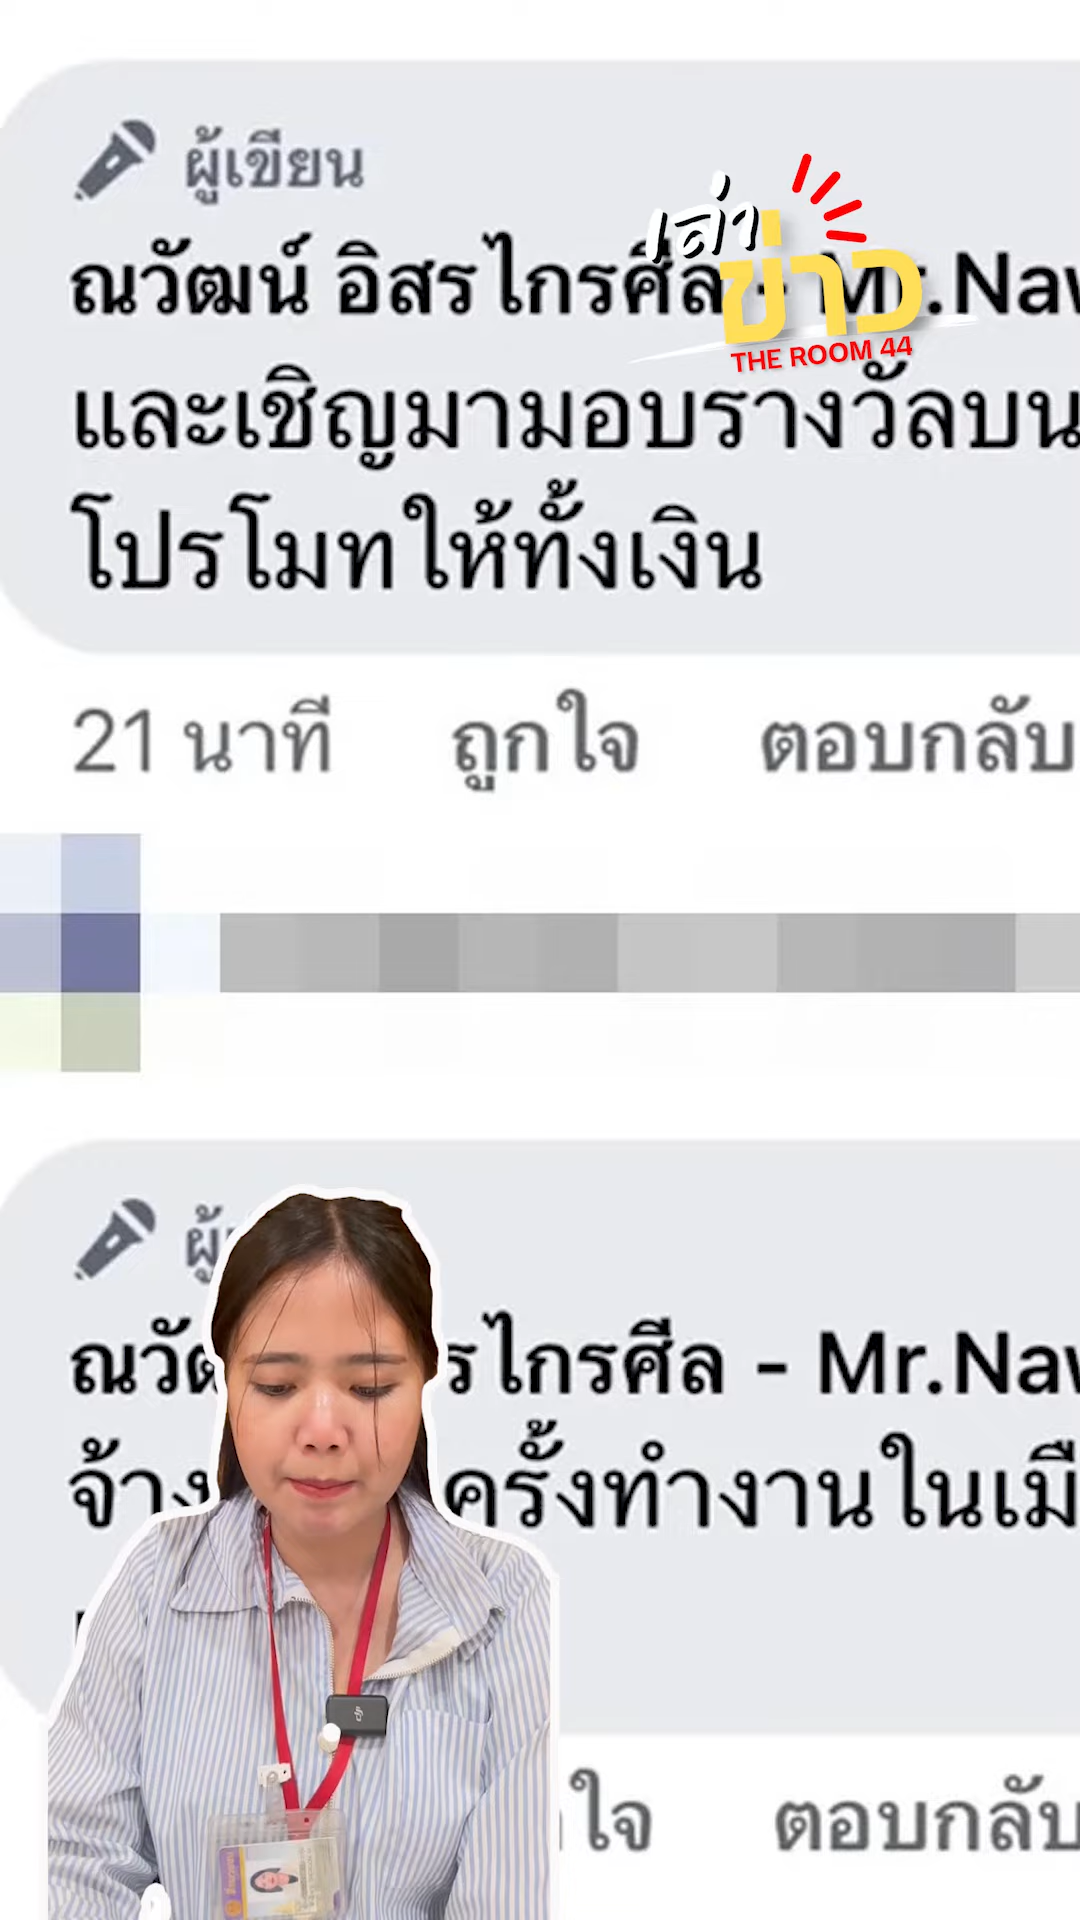 ผู้เขียน
เล่า
ข่าว
THE ROOM 44
ณวัฒน์ อิสรไกรศีล - Mr.Naw
และเชิญมามอบรางวัลบน
โปรโมทให้ทั้งเงิน
21 นาที ถูกใจ ตอบกลับ
ณวัฒ รไกรศีล - Mr.Naw
จ้าง ครั้งทำงานในเมื
ตอบกลับ
dji